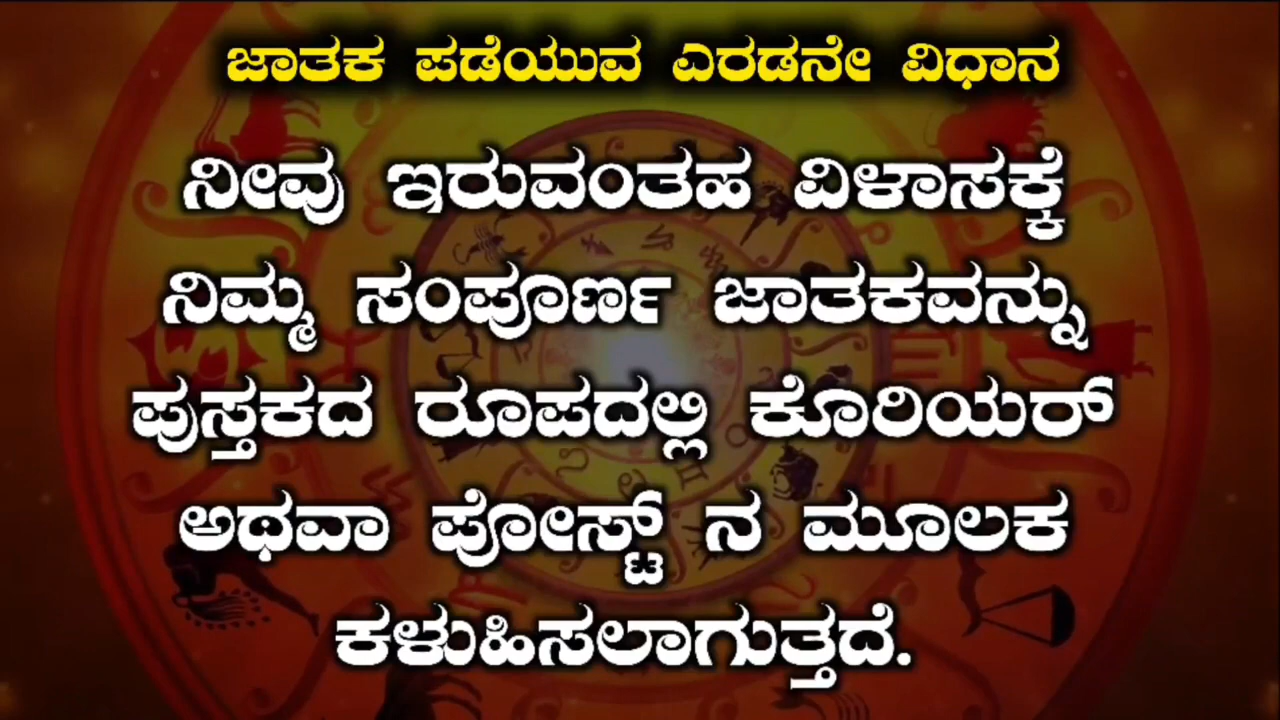 ಜಾತಕ ಪಡೆಯುವ ಎರಡನೇ ವಿಧಾನ
ನೀವು ಇರುವಂತಹ ವಿಳಾಸಕ್ಕೆ
ನಿಮ್ಮ ಸಂಪೂರ್ಣ ಜಾತಕವನ್ನು
ಪುಸ್ತಕದ ರೂಪದಲ್ಲಿ ಕೊರಿಯರ್
ಅಥವಾ ಪೋಸ್ಟ್ ನ ಮೂಲಕ
ಕಳುಹಿಸಲಾಗುತ್ತದೆ.